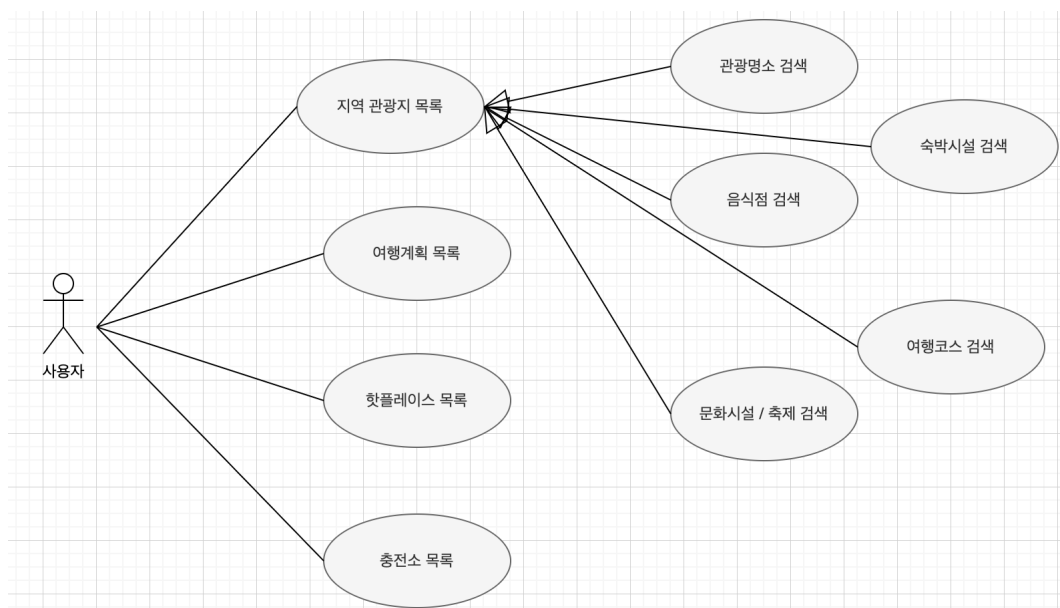 관광명소 검색
지역 관광지 목록
숙박시설 검색
음식점 검색
여행계획 목록
여행코스 검색
사용자
핫플레이스 목록
문화시설 / 축제 검색
충전소 목록